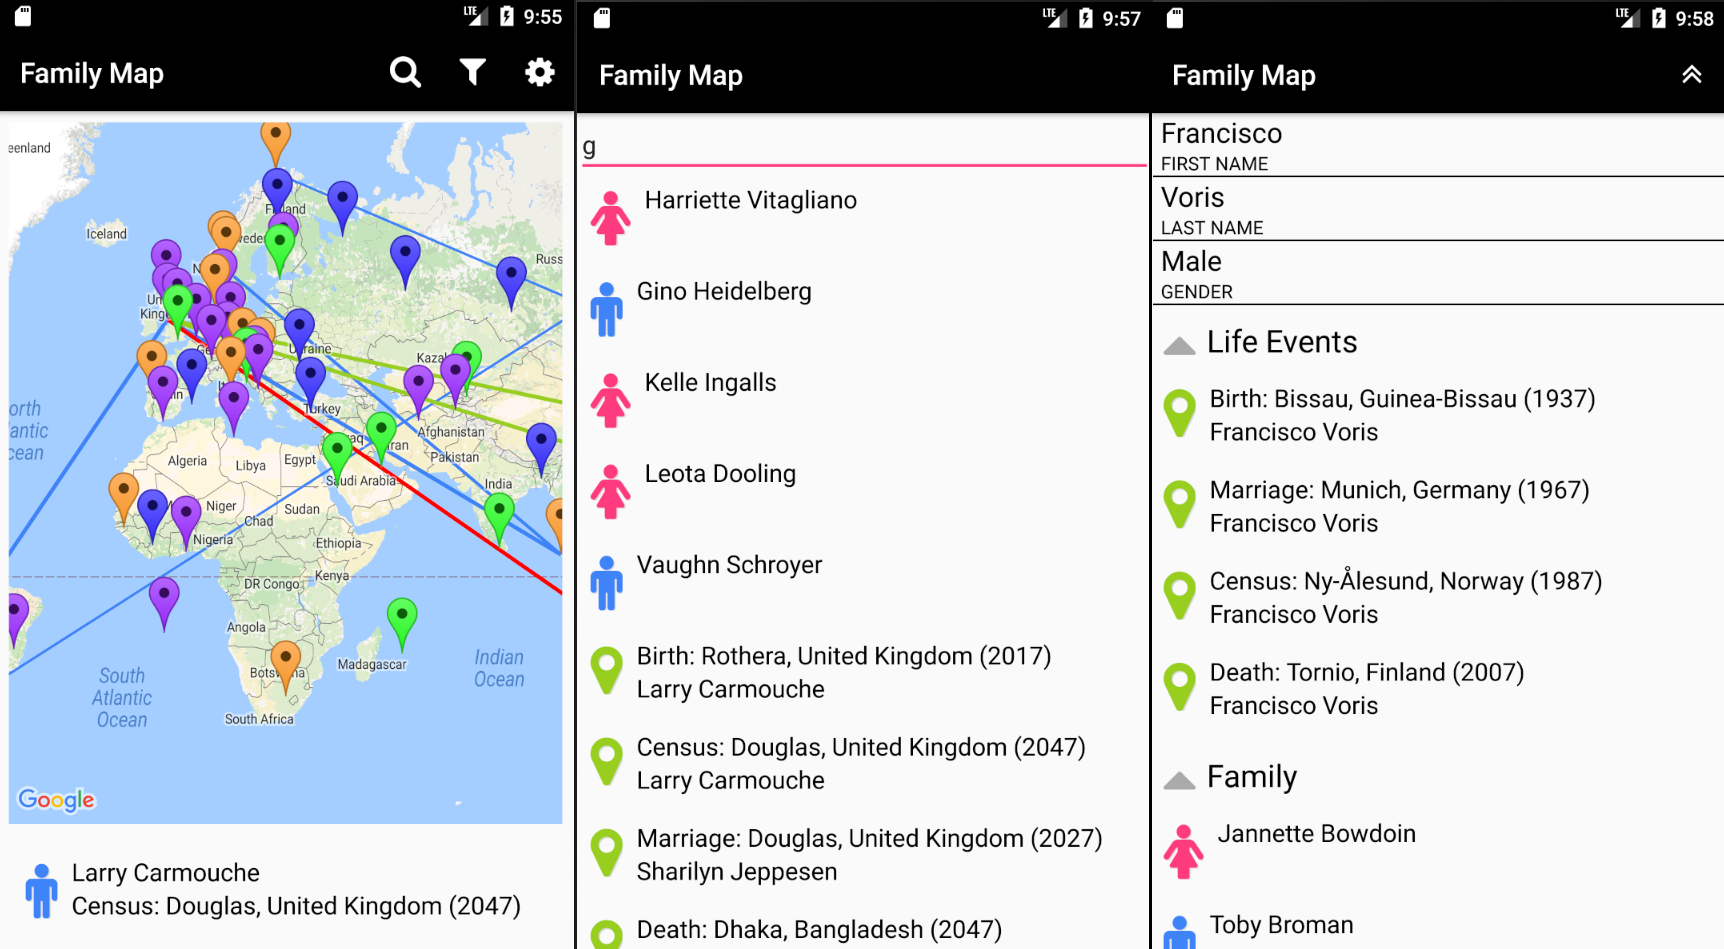 LTE 9:55
Family Map
eenland
Iceland
Finland
Russ
Un
King
Ukraine
Kaza
Turkey
Afghanistan
Iran
Pakistan
Algeria
Libya
Egypt
Saudi Arabia
India
Niger
Sudan
Chad
Nigeria
Ethiopia
DR Congo
Kenya
Angola
Madagascar
Botswana
South Africa
orth
antic
cean
South
Atlantic
Ocean
Indian
Ocean
Google
Larry Carmouche
Census: Douglas, United Kingdom (2047)
LTE 9:57
Family Map
g
Harriette Vitagliano
Gino Heidelberg
Kelle Ingalls
Leota Dooling
Vaughn Schroyer
Birth: Rothera, United Kingdom (2017)
Larry Carmouche
Census: Douglas, United Kingdom (2047)
Larry Carmouche
Marriage: Douglas, United Kingdom (2027)
Sharilyn Jeppesen
Death: Dhaka, Bangladesh (2047)
LTE 9:58
Family Map
Francisco
FIRST NAME
Voris
LAST NAME
Male
GENDER
Life Events
Birth: Bissau, Guinea-Bissau (1937)
Francisco Voris
Marriage: Munich, Germany (1967)
Francisco Voris
Census: Ny-Ålesund, Norway (1987)
Francisco Voris
Death: Tornio, Finland (2007)
Francisco Voris
Family
Jannette Bowdoin
Toby Broman